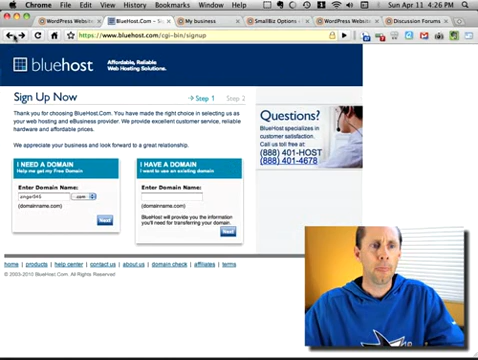 Chrome File Edit View History Bookmarks Window Help
Sun Apr 11 4:26 PM
WordPress Websites
BlueHost.Com - Si
My business
SmallBiz Options
WordPress Website
Discussion Forums
https://www.bluehost.com/cgi-bin/signup
bluehost
Affordable, Reliable
Web Hosting Solutions.
Sign Up Now
Step 1
Step 2
Thank you for choosing BlueHost.Com. You have made the right choice in selecting us as
your web hosting and eBusiness provider. We provide excellent customer service, reliable
hardware and affordable prices.
We appreciate your business and look forward to a great relationship.
Questions?
BlueHost specializes in
customer satisfaction.
Call us toll free at:
(888) 401-HOST
(888) 401-4678
I NEED A DOMAIN
Help me get my Free Domain
Enter Domain Name:
.com
(domainname.com)
Next
I HAVE A DOMAIN
I want to use an existing domain
Enter Domain Name:
(domainname.com)
BlueHost will provide you the information
you'll need for transferring your domain.
Next
home | products | help center | contact us | about us | domain check | affiliates | terms
© 2003-2010 BlueHost.Com. All Rights Reserved